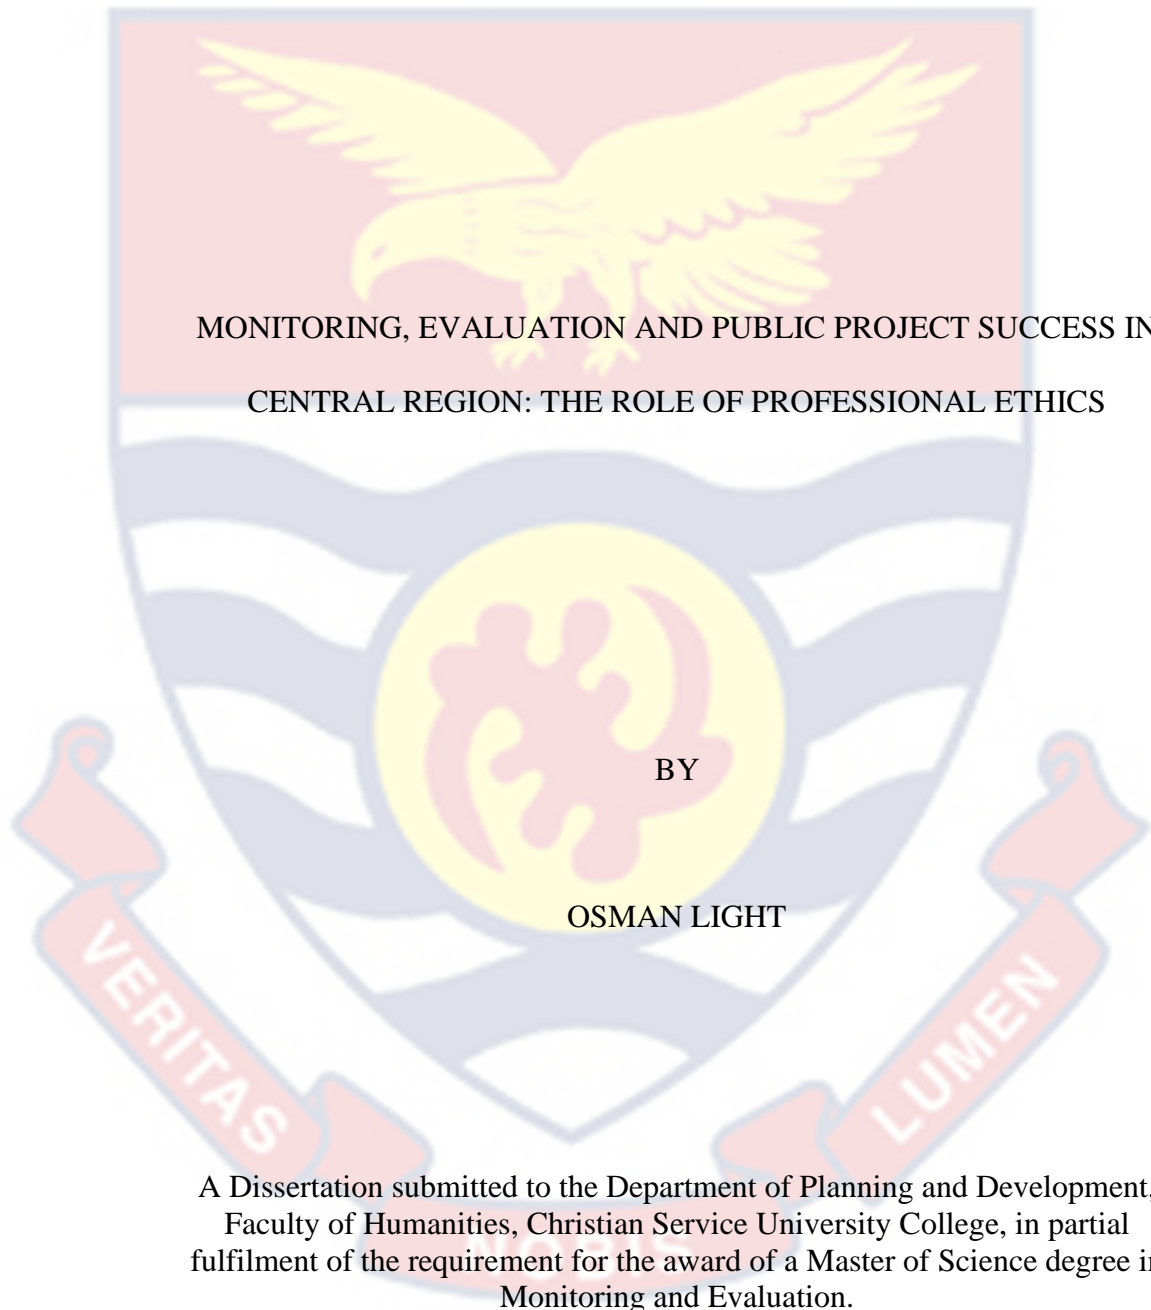 MONITORING, EVALUATION AND PUBLIC PROJECT SUCCESS IN
CENTRAL REGION: THE ROLE OF PROFESSIONAL ETHICS
BY
OSMAN LIGHT
VERITAS
NOBIS
LUMEN
A Dissertation submitted to the Department of Planning and Development,
Faculty of Humanities, Christian Service University College, in partial
fulfilment of the requirement for the award of a Master of Science degree in
Monitoring and Evaluation.